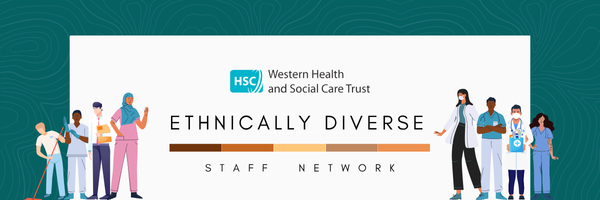 HSC
Western Health
and Social Care Trust
ETHNICALLY DIVERSE
STAFF NETWORK